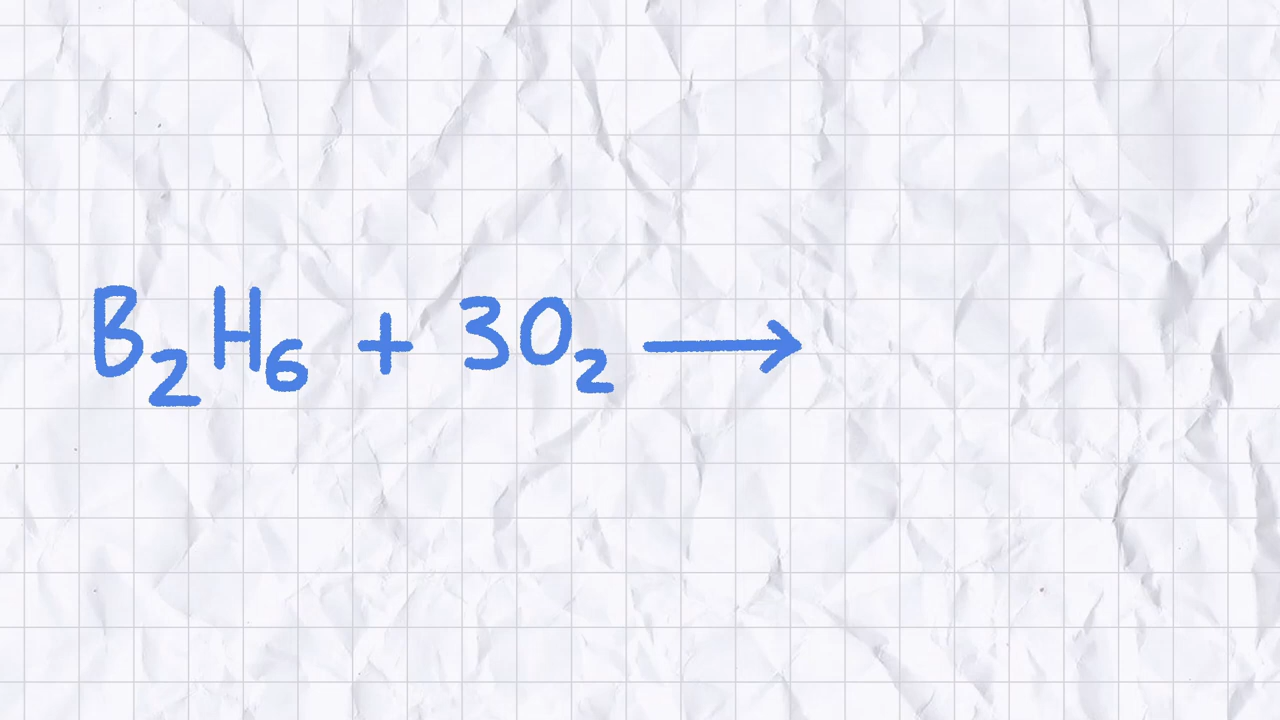 B₂H₆ + 3O₂ ⟶